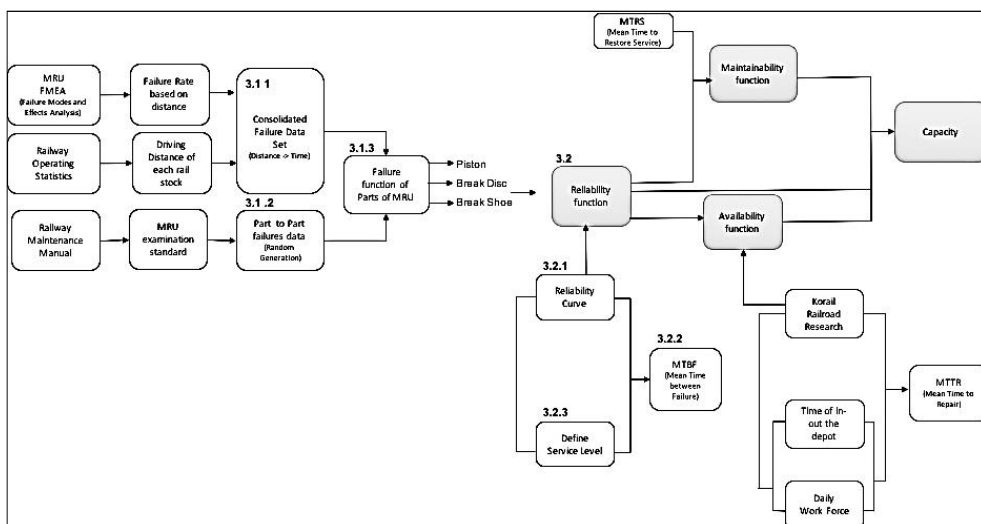 MRU
FMEA
(Failure Modes and
Effects Analysis)
Failure Rate
based on
distance
3.1 1
Consolidated
Failure Data
Set
(Distance -> Time)
Railway
Operating
Statistics
Driving
Distance of
each rail
stock
Railway
Maintenance
Manual
MRU
examination
standard
3.1 .2
Part to Part
failures data
(Random
Generation)
3.1.3
Failure
function of
Parts of MRU
Piston
Break Disc
Break Shoe
MTRS
(Mean Time to
Restore Service)
Maintainability
function
Capacity
3.2
Reliability
function
Availability
function
3.2.1
Reliability
Curve
3.2.2
MTBF
(Mean Time
between
Failure)
3.2.3
Define
Service Level
Korail
Railroad
Research
Time of in-
out the
depot
Daily
Work Force
MTTR
(Mean Time to
Repair)